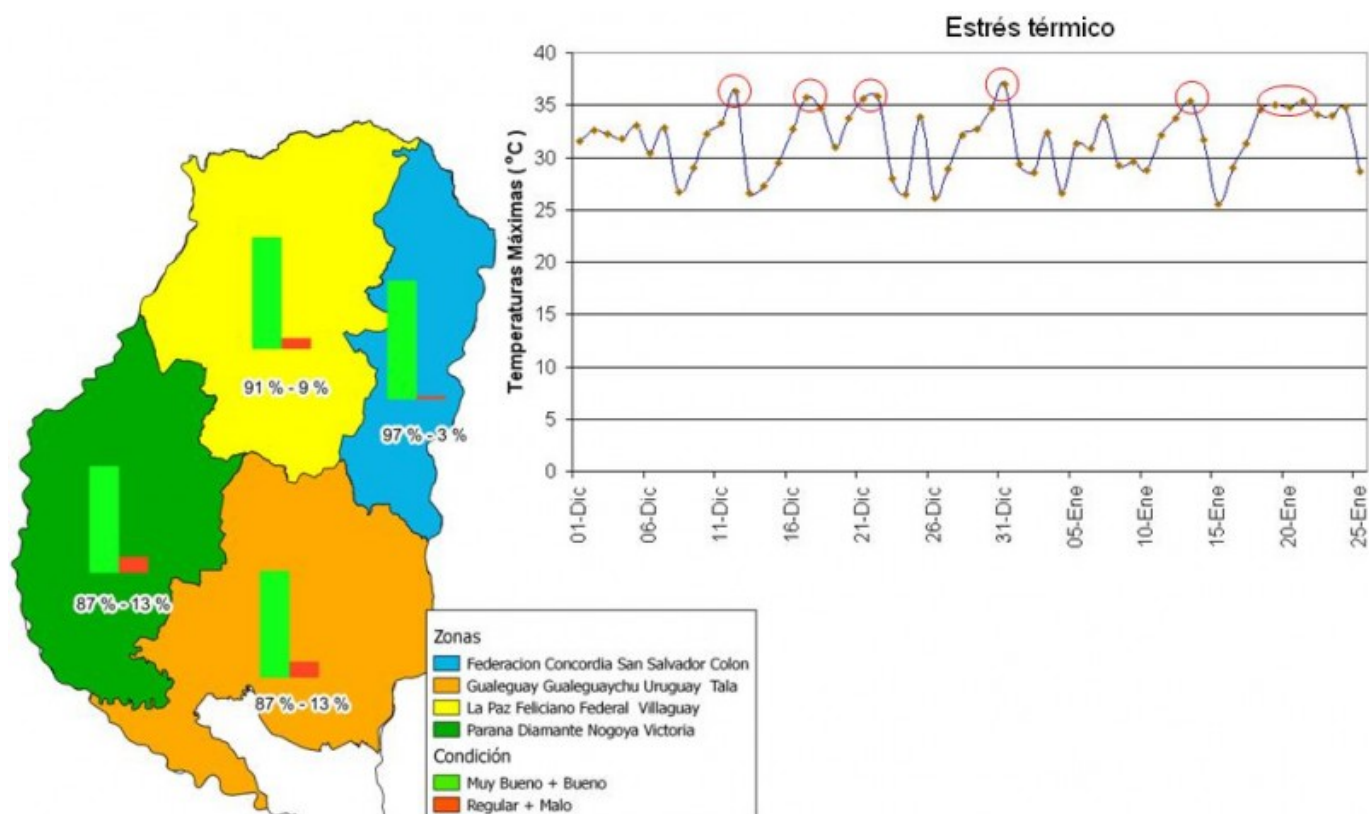 Estrés térmico
Temperaturas Máximas ( °C )
40
35
30
25
20
15
10
5
0
01-Dic
06-Dic
11-Dic
16-Dic
21-Dic
26-Dic
31-Dic
05-Ene
10-Ene
15-Ene
20-Ene
25-Ene
91 % - 9 %
97 % - 3 %
87 % - 13 %
87 % - 13 %
Zonas
Federacion Concordia San Salvador Colon
Gualeguay Gualeguaychu Uruguay Tala
La Paz Feliciano Federal Villaguay
Parana Diamante Nogoya Victoria
Condición
Muy Bueno + Bueno
Regular + Malo